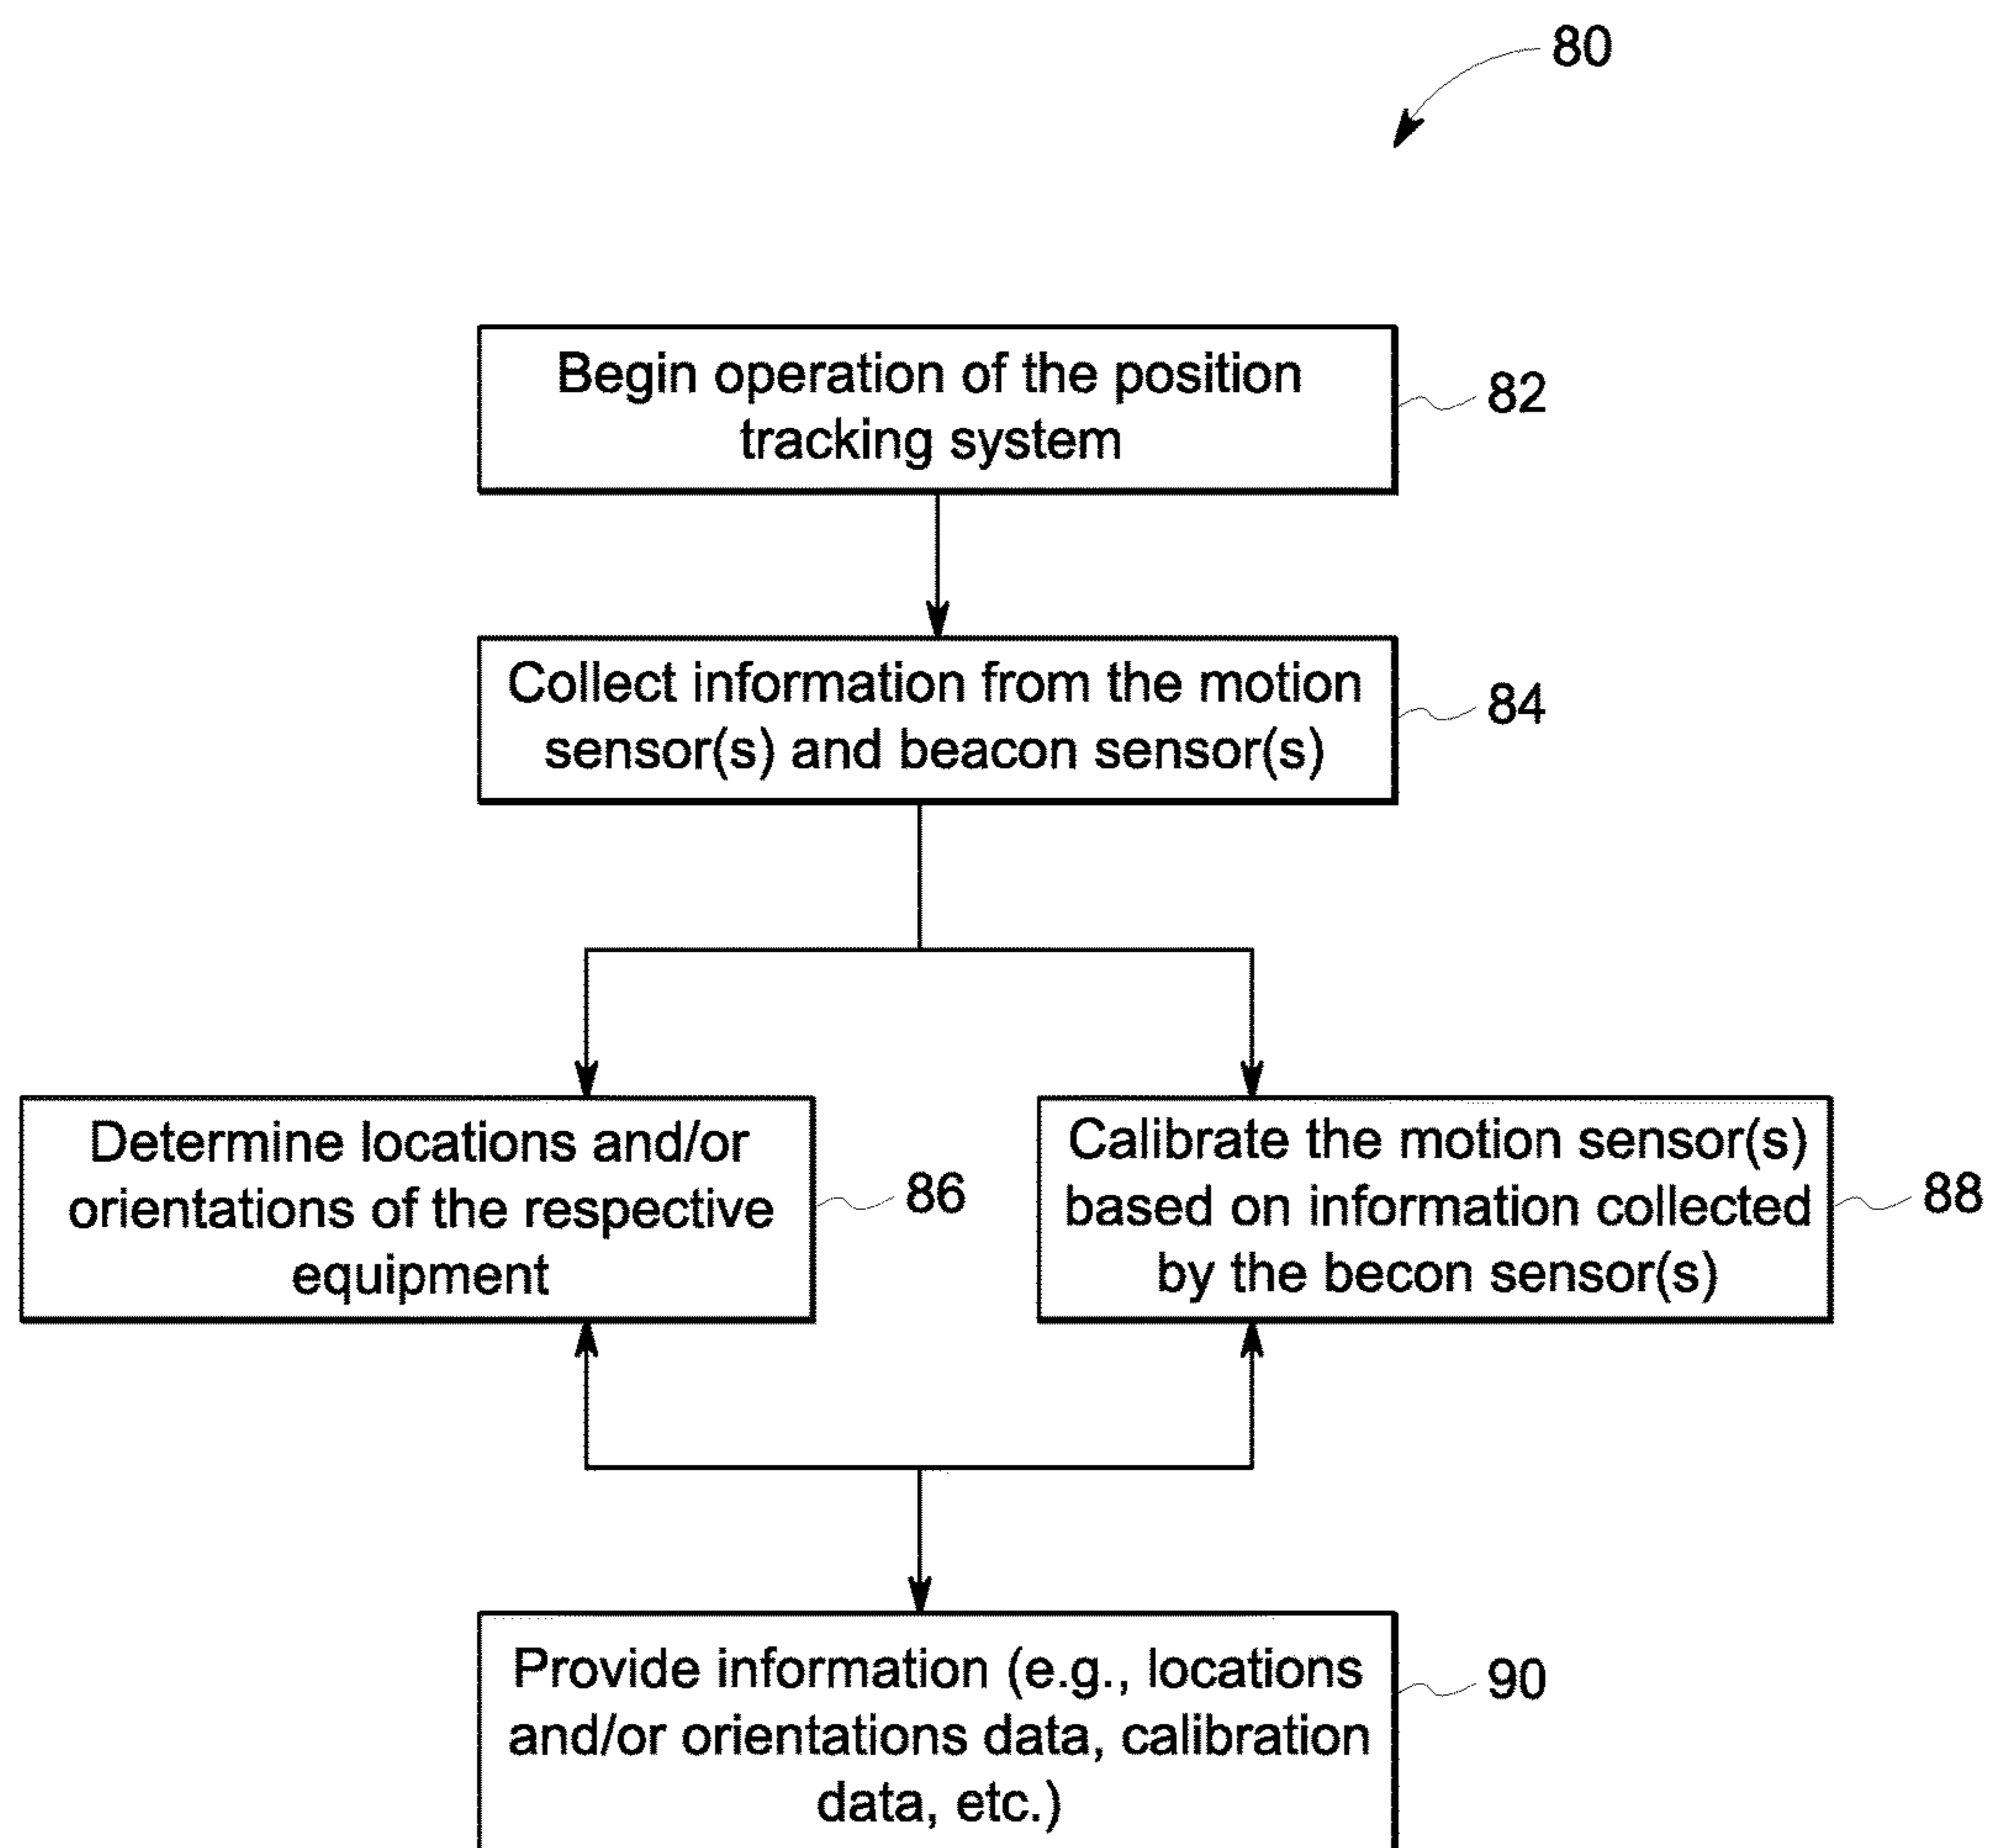 80
Begin operation of the position
tracking system
82
Collect information from the motion
sensor(s) and beacon sensor(s)
84
Determine locations and/or
orientations of the respective
equipment
86
Calibrate the motion sensor(s)
based on information collected
by the becon sensor(s)
88
Provide information (e.g., locations
and/or orientations data, calibration
data, etc.)
90